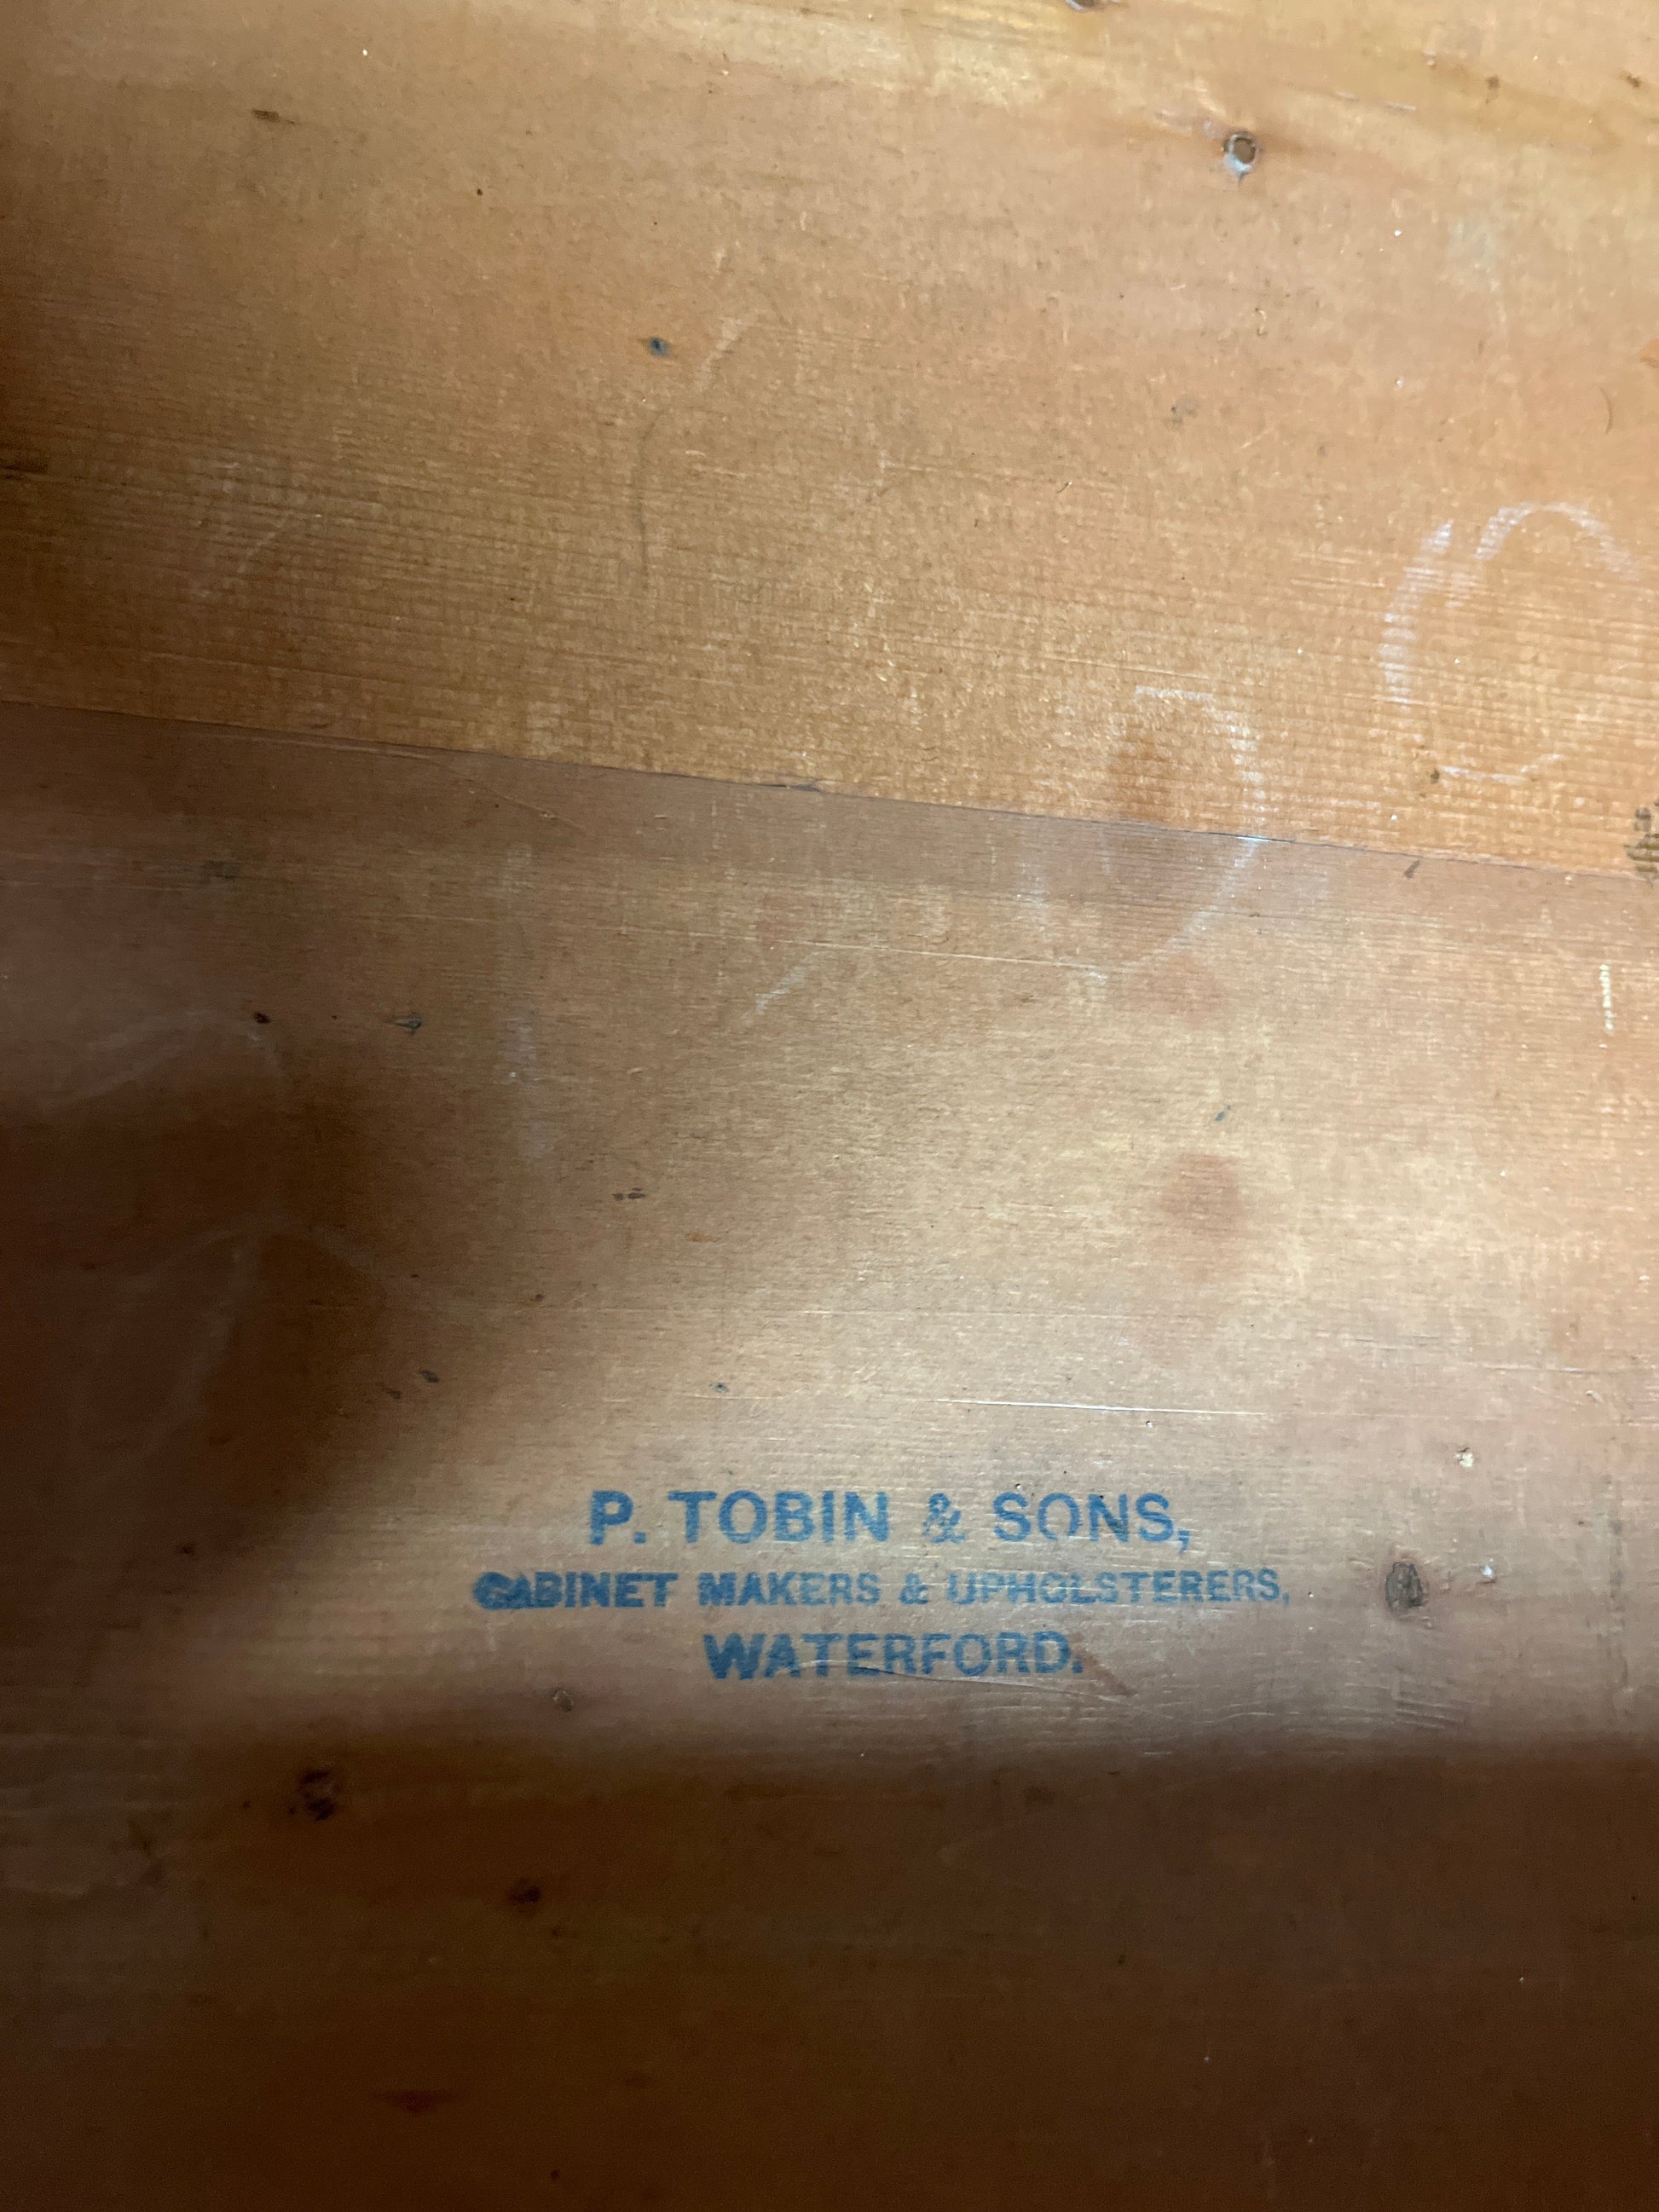 P. TOBIN & SONS,
CABINET MAKERS & UPHOLSTERERS,
WATERFORD.